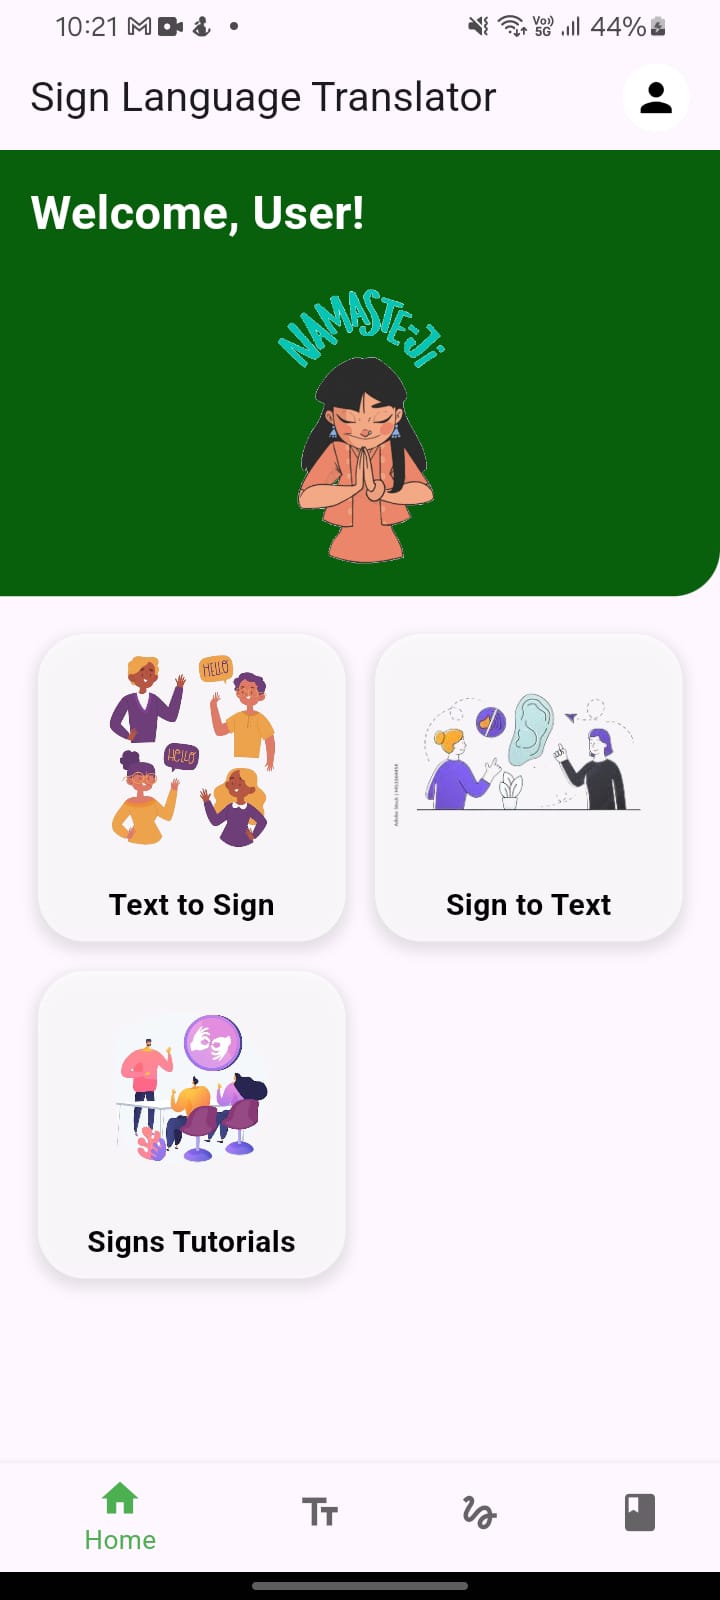 10:21
Vo))
5G
44%
Sign Language Translator
Welcome, User!
NAMASTE-Ji
HELLO
HELLO
Text to Sign
Sign to Text
Signs Tutorials
TT
Home